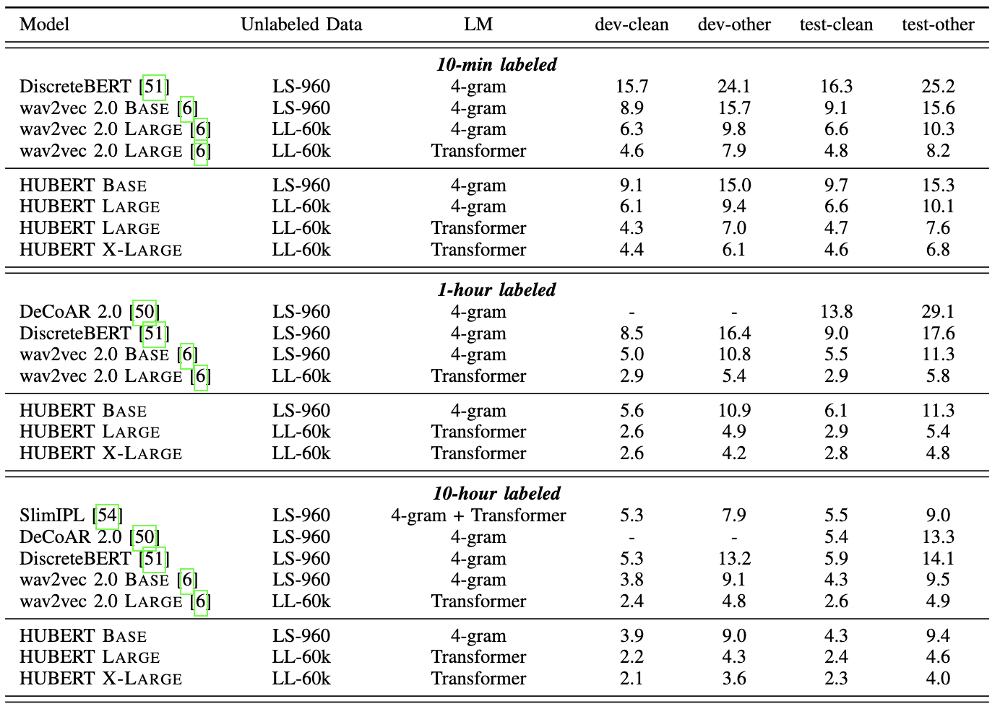 Model Unlabeled Data LM dev-clean dev-other test-clean test-other
10-min labeled
DiscreteBERT [51] LS-960 4-gram 15.7 24.1 16.3 25.2
wav2vec 2.0 BASE [6] LS-960 4-gram 8.9 15.7 9.1 15.6
wav2vec 2.0 LARGE [6] LL-60k 4-gram 6.3 9.8 6.6 10.3
wav2vec 2.0 LARGE [6] LL-60k Transformer 4.6 7.9 4.8 8.2
HUBERT BASE LS-960 4-gram 9.1 15.0 9.7 15.3
HUBERT LARGE LL-60k 4-gram 6.1 9.4 6.6 10.1
HUBERT LARGE LL-60k Transformer 4.3 7.0 4.7 7.6
HUBERT X-LARGE LL-60k Transformer 4.4 6.1 4.6 6.8
1-hour labeled
DeCoAR 2.0 [50] LS-960 4-gram - - 13.8 29.1
DiscreteBERT [51] LS-960 4-gram 8.5 16.4 9.0 17.6
wav2vec 2.0 BASE [6] LS-960 4-gram 5.0 10.8 5.5 11.3
wav2vec 2.0 LARGE [6] LL-60k Transformer 2.9 5.4 2.9 5.8
HUBERT BASE LS-960 4-gram 5.6 10.9 6.1 11.3
HUBERT LARGE LL-60k Transformer 2.6 4.9 2.9 5.4
HUBERT X-LARGE LL-60k Transformer 2.6 4.2 2.8 4.8
10-hour labeled
SlimIPL [54] LS-960 4-gram + Transformer 5.3 7.9 5.5 9.0
DeCoAR 2.0 [50] LS-960 4-gram - - 5.4 13.3
DiscreteBERT [51] LS-960 4-gram 5.3 13.2 5.9 14.1
wav2vec 2.0 BASE [6] LS-960 4-gram 3.8 9.1 4.3 9.5
wav2vec 2.0 LARGE [6] LL-60k Transformer 2.4 4.8 2.6 4.9
HUBERT BASE LS-960 4-gram 3.9 9.0 4.3 9.4
HUBERT LARGE LL-60k Transformer 2.2 4.3 2.4 4.6
HUBERT X-LARGE LL-60k Transformer 2.1 3.6 2.3 4.0